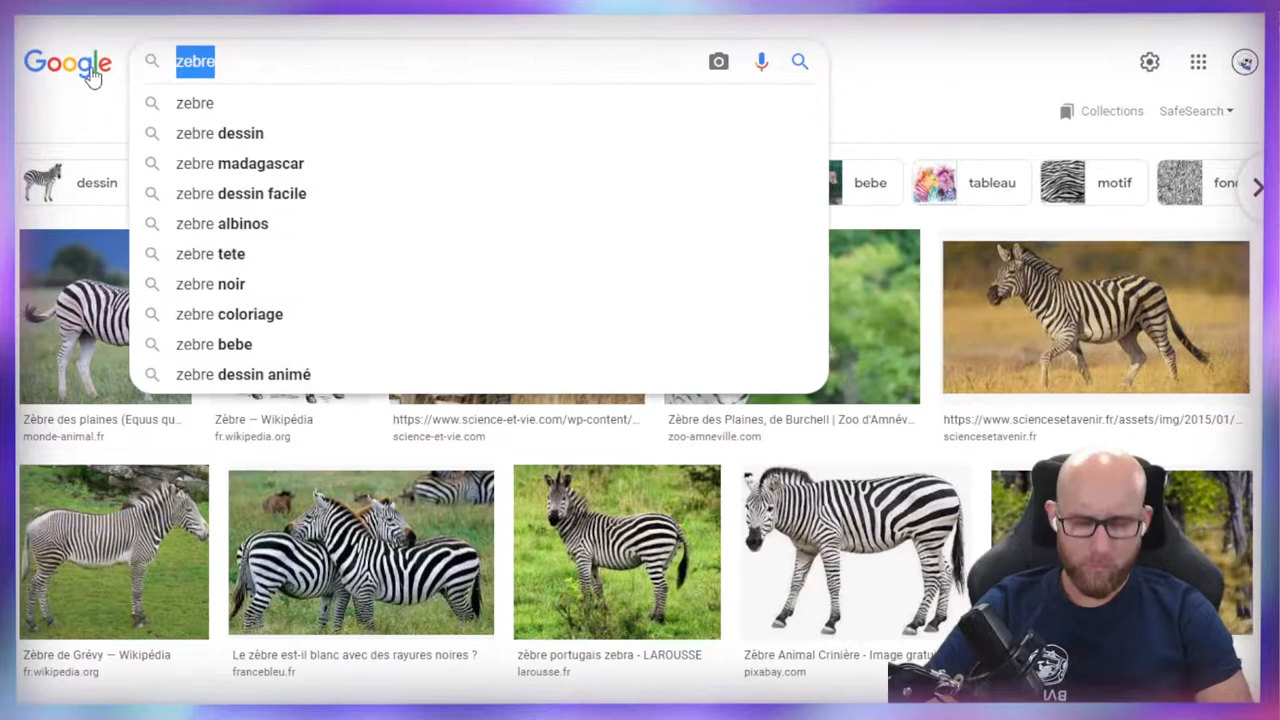 Google
zebre
zebre
zebre dessin
zebre madagascar
zebre dessin facile
zebre albinos
zebre tete
zebre noir
zebre coloriage
zebre bebe
zebre dessin animé
Collections
SafeSearch
dessin
bebe
tableau
motif
Zèbre des plaines (Equus qu...
monde-animal.fr
Zèbre — Wikipédia
fr.wikipedia.org
https://www.science-et-vie.com/wp-content/...
science-et-vie.com
Zèbre des Plaines, de Burchell | Zoo d'Amnév...
zoo-amneville.com
https://www.sciencesetavenir.fr/assets/img/2015/01/...
sciencesetavenir.fr
Zèbre de Grévy — Wikipédia
fr.wikipedia.org
Le zèbre est-il blanc avec des rayures noires ?
francebleu.fr
zèbre portugais zebra - LAROUSSE
larousse.fr
Zèbre Animal Crinière - Image gratu
pixabay.com